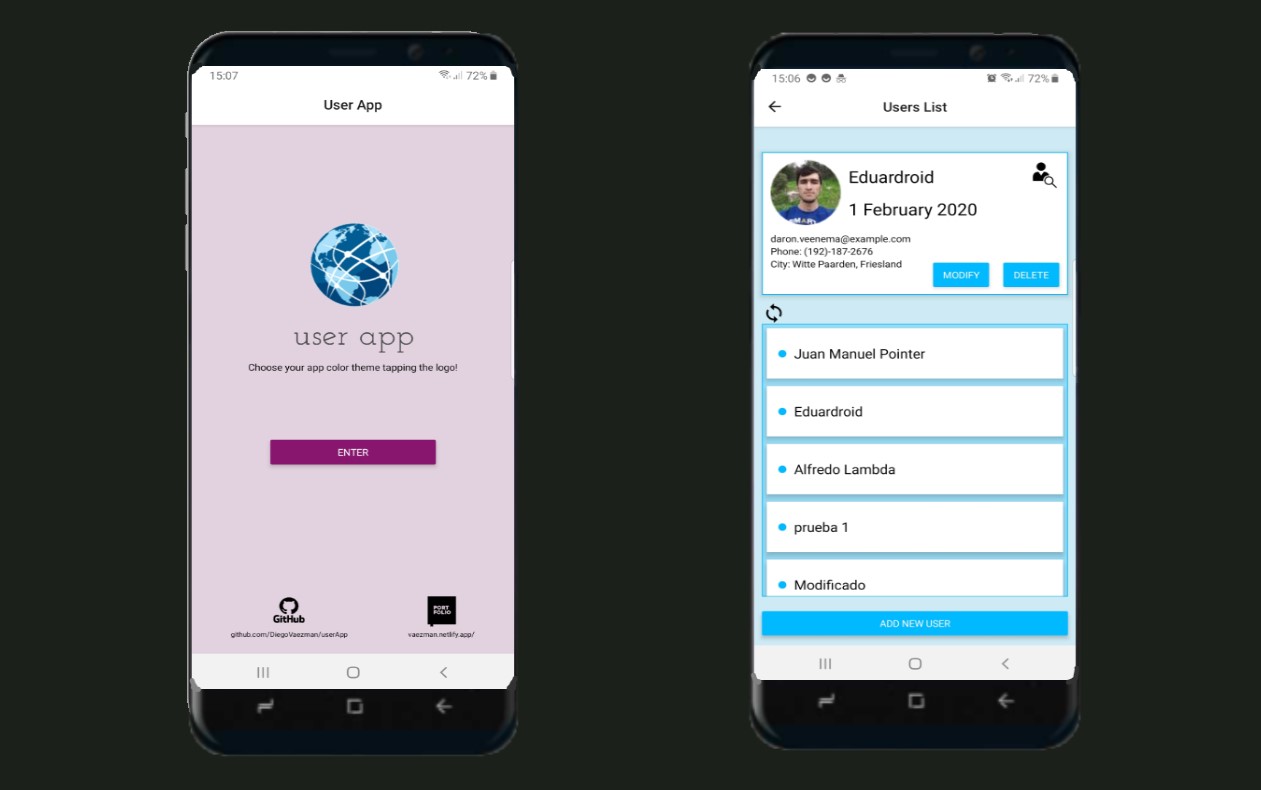 15:07
72%
User App
user app
Choose your app color theme tapping the logo!
ENTER
GitHub
github.com/DiegoVaezman/userApp
PORT
FOLIO
vaezman.netlify.app/
15:06
72%
Users List
Eduardroid
1 February 2020
daron.veenema@example.com
Phone: (192)-187-2676
City: Witte Paarden, Friesland
MODIFY
DELETE
Juan Manuel Pointer
Eduardroid
Alfredo Lambda
prueba 1
Modificado
ADD NEW USER